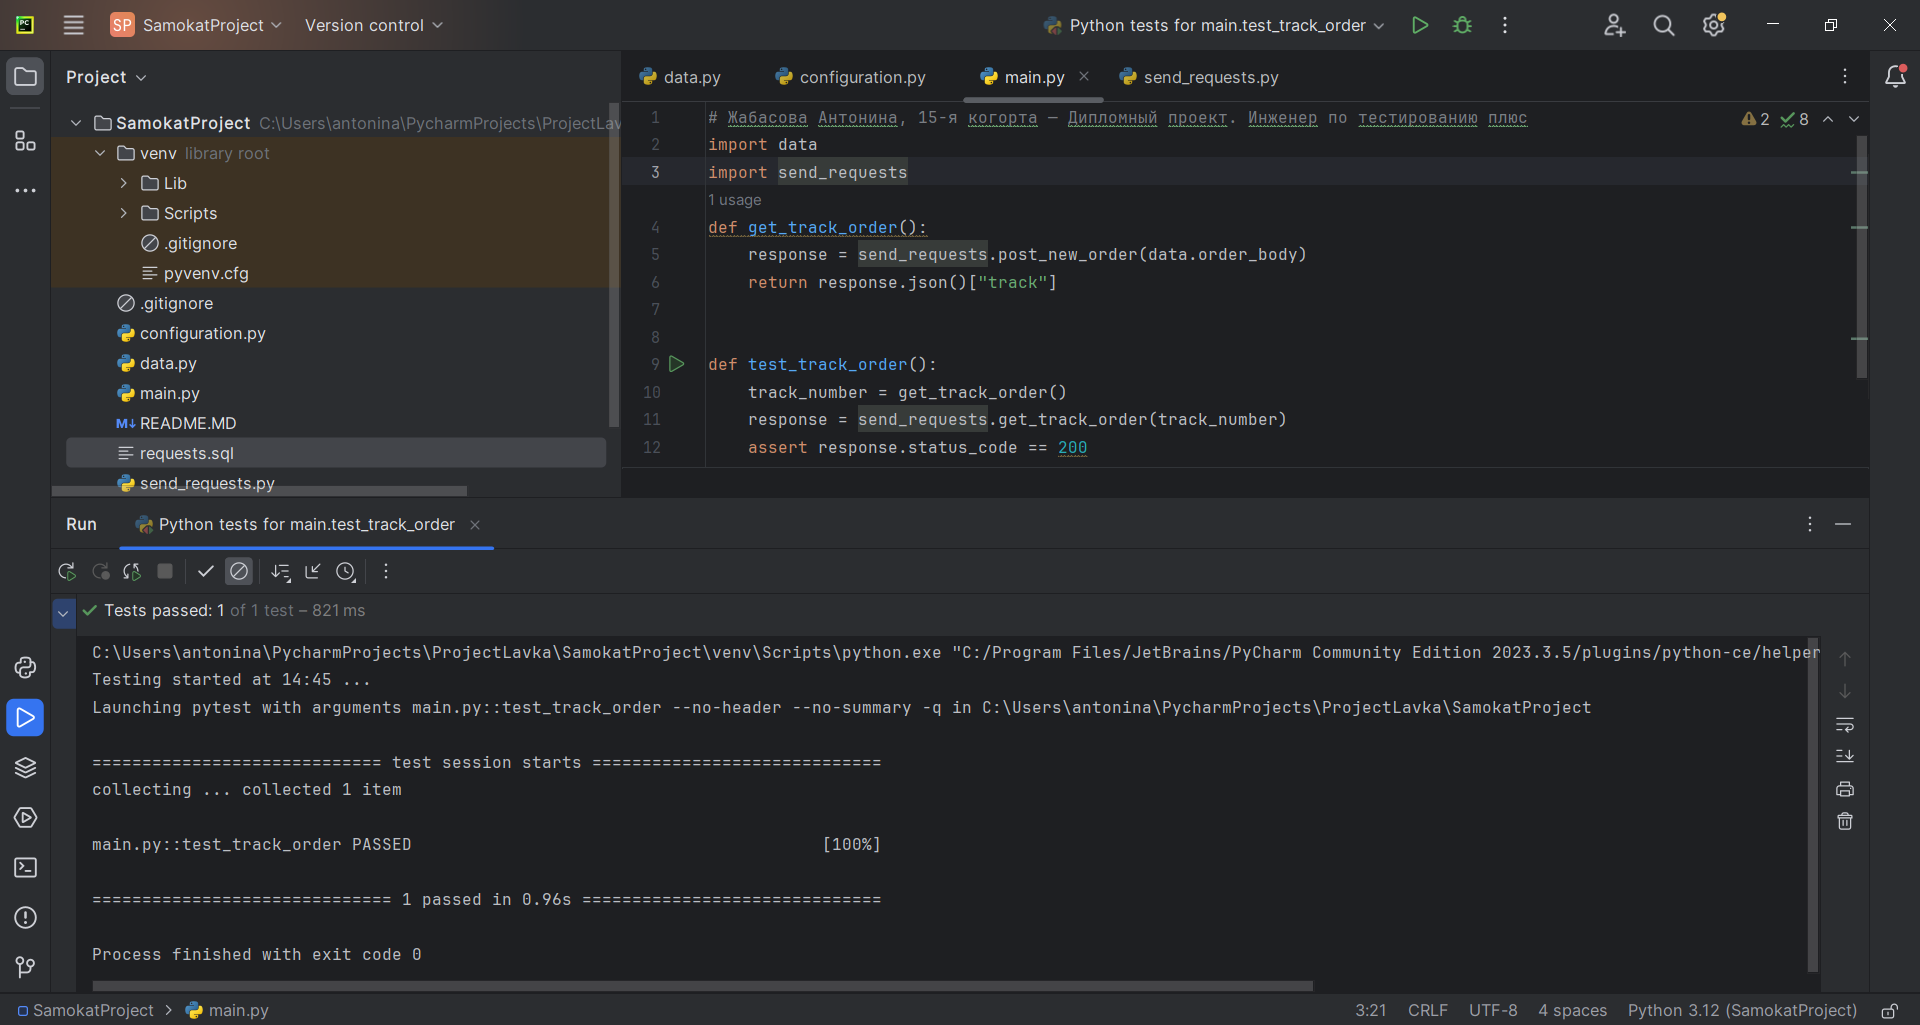 PC
SP SamokatProject
Version control
Python tests for main.test_track_order
Project
SamokatProject C:\Users\antonina\PycharmProjects\ProjectLav
venv library root
Lib
Scripts
.gitignore
pyvenv.cfg
.gitignore
configuration.py
data.py
main.py
M↓ README.MD
requests.sql
send_requests.py
data.py
configuration.py
main.py
send_requests.py
2 8
1 # Жабасова Антонина, 15-я когорта — Дипломный проект. Инженер по тестированию плюс
2 import data
3 import send_requests
1 usage
4 def get_track_order():
5 response = send_requests.post_new_order(data.order_body)
6 return response.json()["track"]
7
8
9 def test_track_order():
10 track_number = get_track_order()
11 response = send_requests.get_track_order(track_number)
12 assert response.status_code == 200
Run
Python tests for main.test_track_order
Tests passed: 1 of 1 test – 821 ms
C:\Users\antonina\PycharmProjects\ProjectLavka\SamokatProject\venv\Scripts\python.exe "C:/Program Files/JetBrains/PyCharm Community Edition 2023.3.5/plugins/python-ce/helper
Testing started at 14:45 ...
Launching pytest with arguments main.py::test_track_order --no-header --no-summary -q in C:\Users\antonina\PycharmProjects\ProjectLavka\SamokatProject
============================= test session starts =============================
collecting ... collected 1 item
main.py::test_track_order PASSED [100%]
============================== 1 passed in 0.96s ==============================
Process finished with exit code 0
SamokatProject > main.py
3:21 CRLF UTF-8 4 spaces Python 3.12 (SamokatProject)